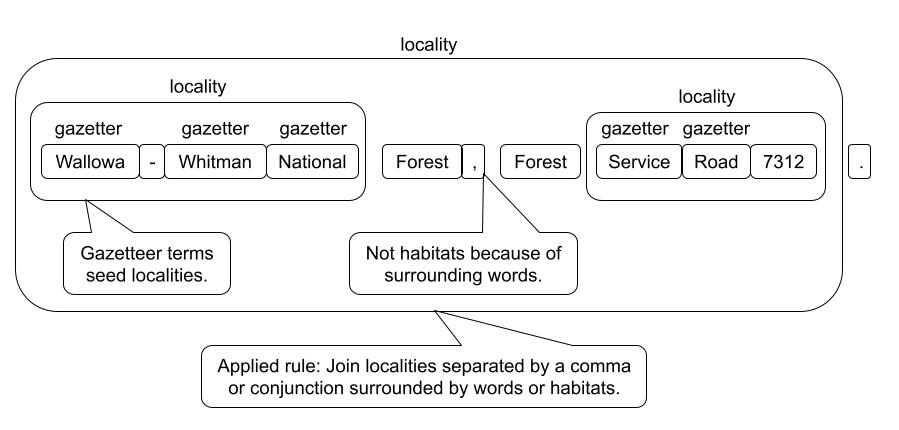 locality
locality
locality
gazetter gazetter gazetter gazetter gazetter
Wallowa - Whitman National Forest , Forest Service Road 7312 .
Gazetteer terms
seed localities.
Not habitats because of
surrounding words.
Applied rule: Join localities separated by a comma
or conjunction surrounded by words or habitats.